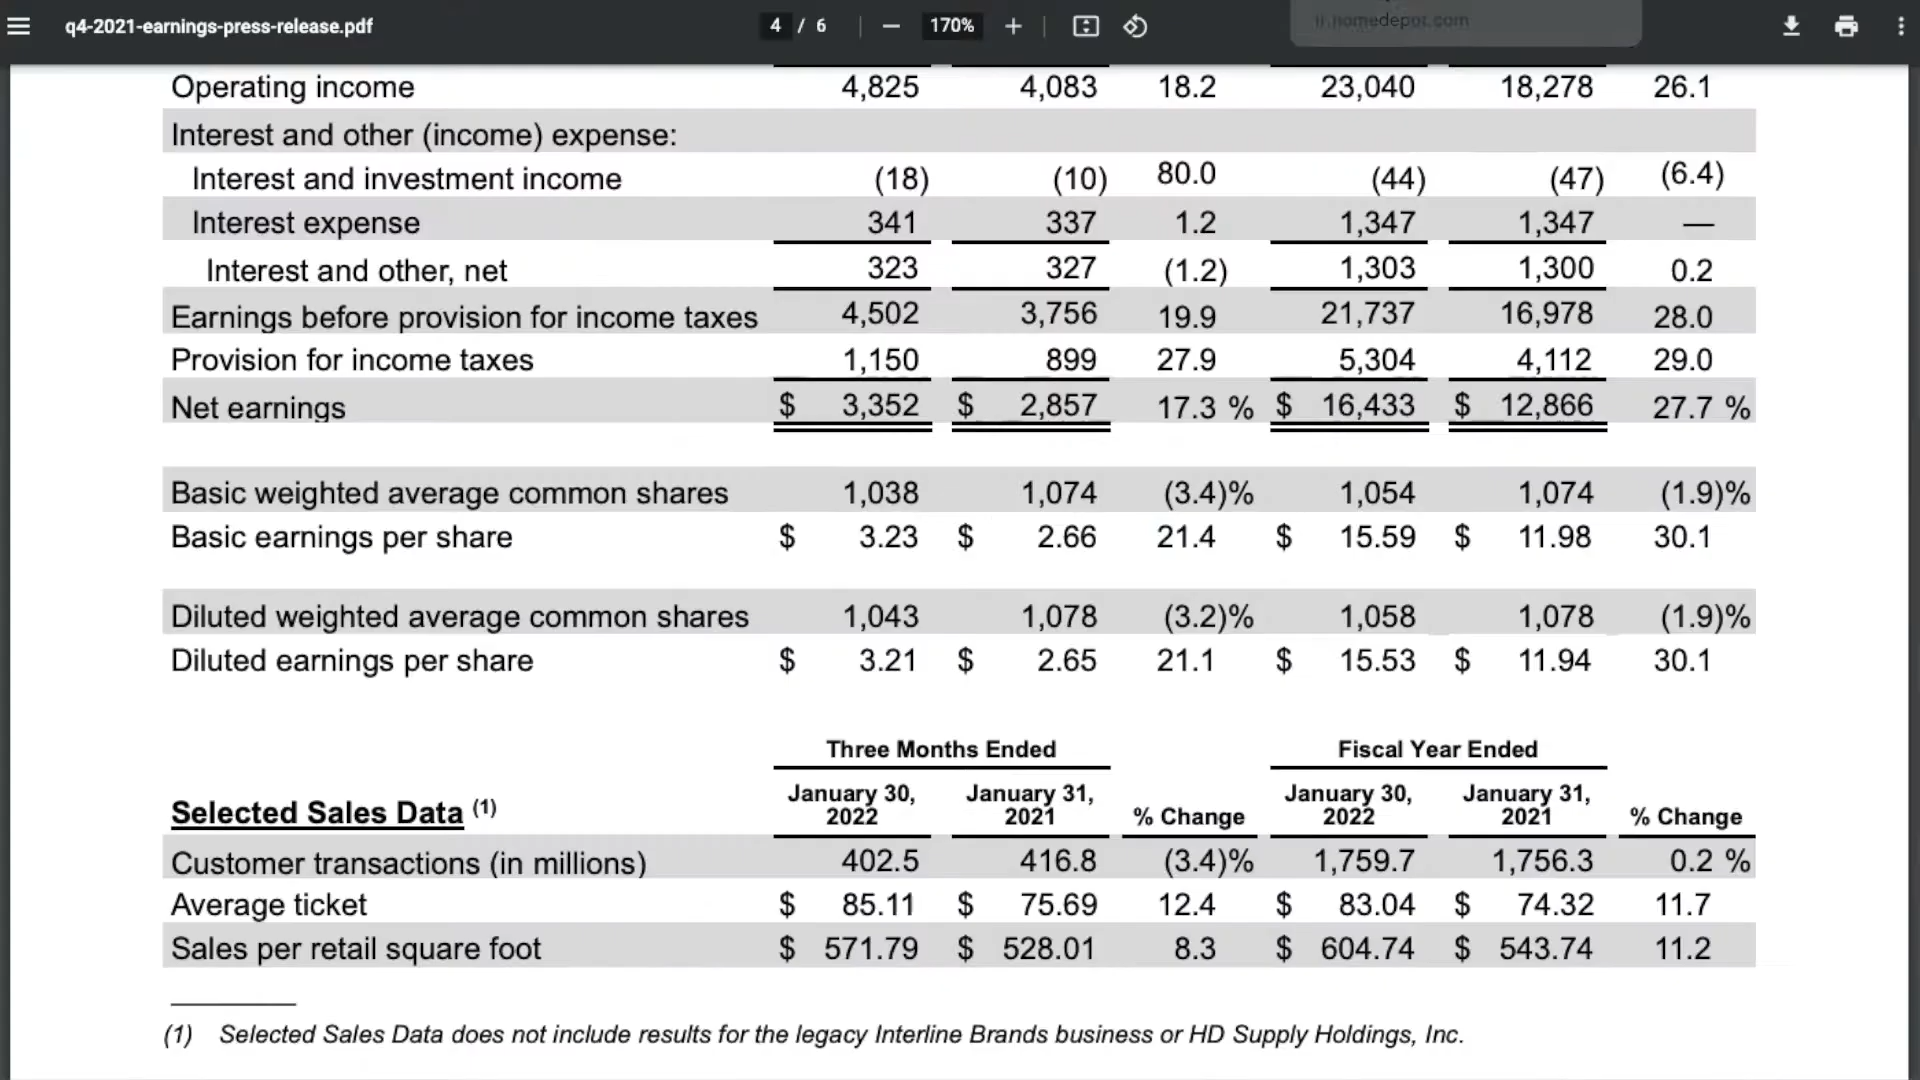 q4-2021-earnings-press-release.pdf 4 / 6 170% ir.homedepot.com
Operating income 4,825 4,083 18.2 23,040 18,278 26.1
Interest and other (income) expense:
Interest and investment income (18) (10) 80.0 (44) (47) (6.4)
Interest expense 341 337 1.2 1,347 1,347 —
Interest and other, net 323 327 (1.2) 1,303 1,300 0.2
Earnings before provision for income taxes 4,502 3,756 19.9 21,737 16,978 28.0
Provision for income taxes 1,150 899 27.9 5,304 4,112 29.0
Net earnings $ 3,352 $ 2,857 17.3 % $ 16,433 $ 12,866 27.7 %
Basic weighted average common shares 1,038 1,074 (3.4)% 1,054 1,074 (1.9)%
Basic earnings per share $ 3.23 $ 2.66 21.4 $ 15.59 $ 11.98 30.1
Diluted weighted average common shares 1,043 1,078 (3.2)% 1,058 1,078 (1.9)%
Diluted earnings per share $ 3.21 $ 2.65 21.1 $ 15.53 $ 11.94 30.1
Three Months Ended Fiscal Year Ended
January 30, January 31, January 30, January 31,
Selected Sales Data (1) 2022 2021 % Change 2022 2021 % Change
Customer transactions (in millions) 402.5 416.8 (3.4)% 1,759.7 1,756.3 0.2 %
Average ticket $ 85.11 $ 75.69 12.4 $ 83.04 $ 74.32 11.7
Sales per retail square foot $ 571.79 $ 528.01 8.3 $ 604.74 $ 543.74 11.2
(1) Selected Sales Data does not include results for the legacy Interline Brands business or HD Supply Holdings, Inc.